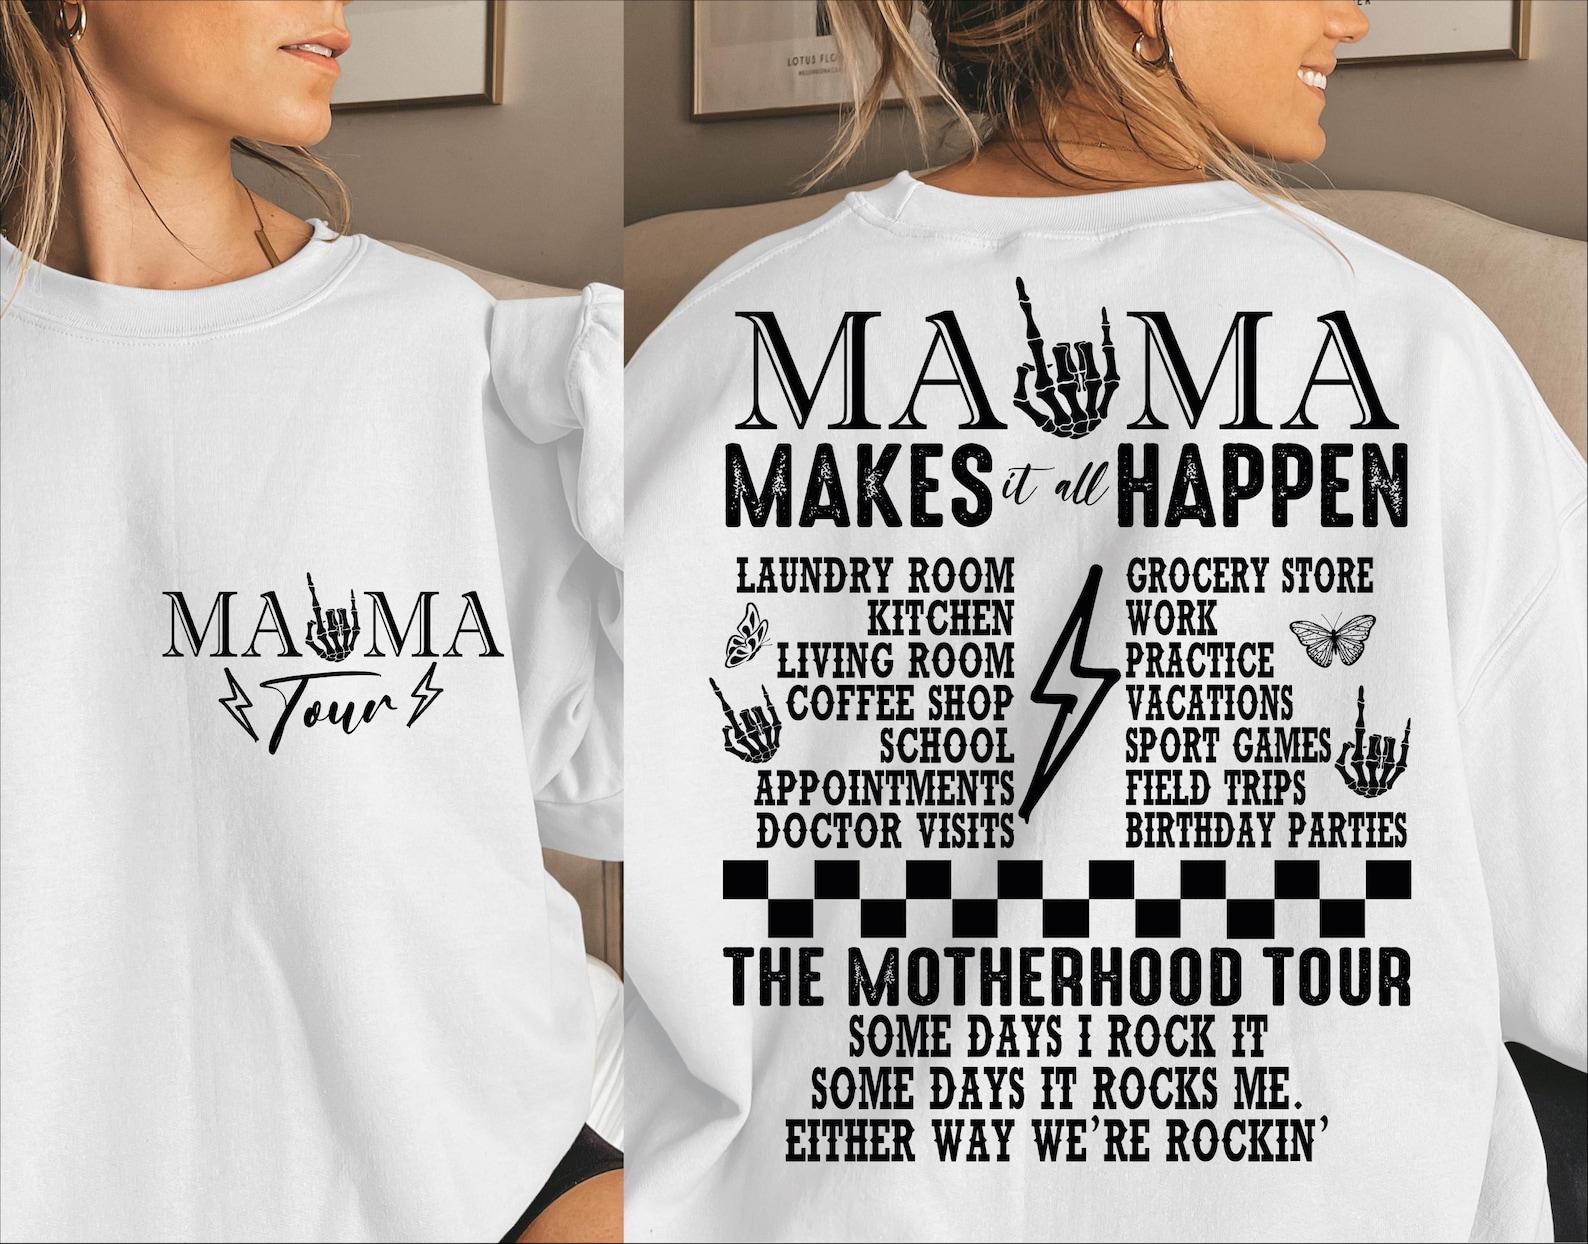 LOTUS FLO
MAMA
Tour
MAMA
MAKES it all HAPPEN
LAUNDRY ROOM
KITCHEN
LIVING ROOM
COFFEE SHOP
SCHOOL
APPOINTMENTS
DOCTOR VISITS
GROCERY STORE
WORK
PRACTICE
VACATIONS
SPORT GAMES
FIELD TRIPS
BIRTHDAY PARTIES
THE MOTHERHOOD TOUR
SOME DAYS I ROCK IT
SOME DAYS IT ROCKS ME.
EITHER WAY WE'RE ROCKIN'